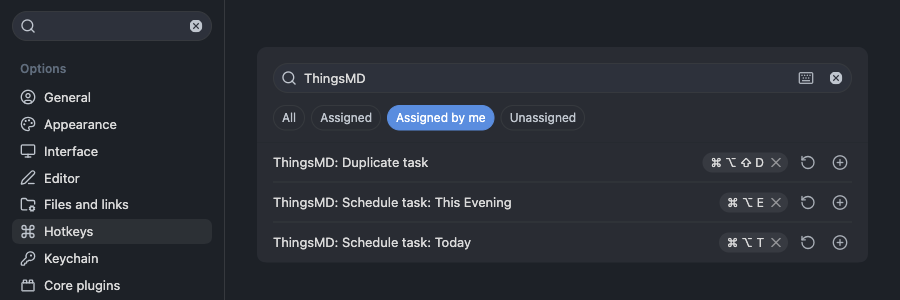 Options
General
Appearance
Interface
Editor
Files and links
Hotkeys
Keychain
Core plugins
ThingsMD
All
Assigned
Assigned by me
Unassigned
ThingsMD: Duplicate task
⌘ ⌥ ⇧ D
ThingsMD: Schedule task: This Evening
⌘ ⌥ E
ThingsMD: Schedule task: Today
⌘ ⌥ T